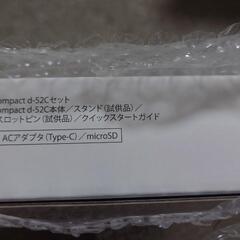 ompact d-52Cセット
ompact d-52C本体／スタンド（試供品）／
スロットピン（試供品）／クイックスタートガイド
ACアダプタ（Type-C）／microSD